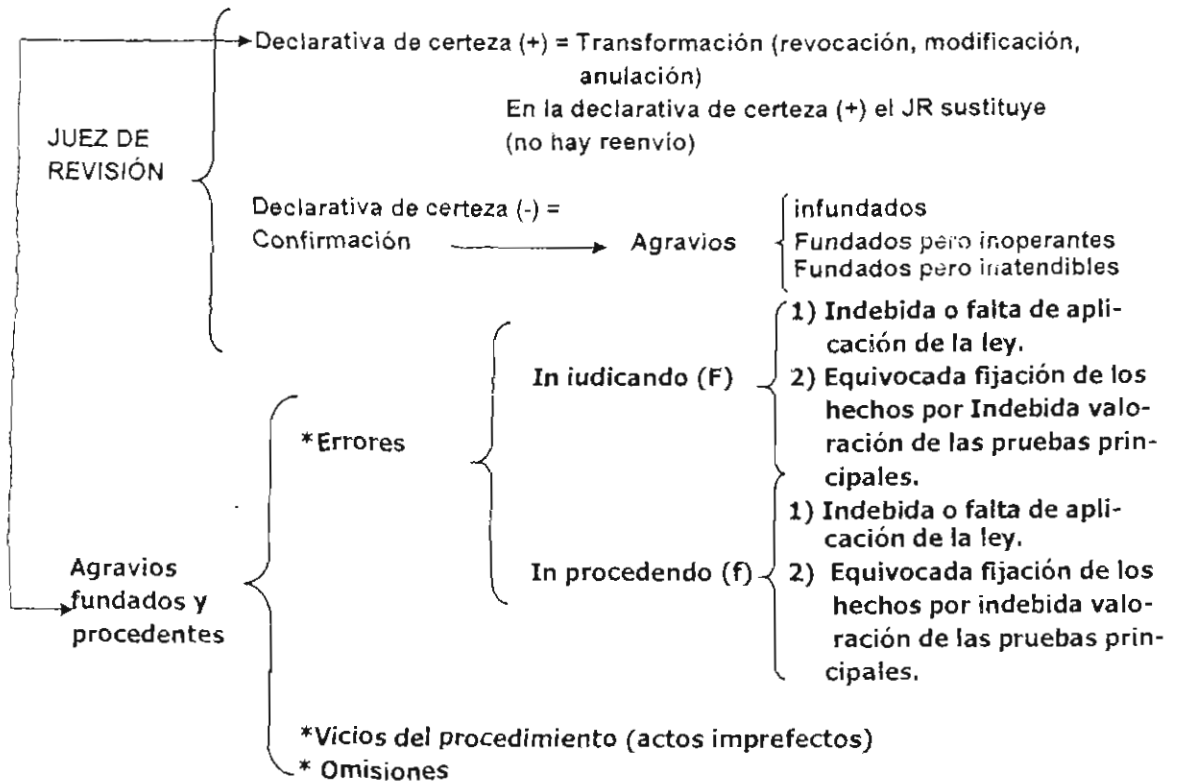 Declarativa de certeza (+) = Transformación (revocación, modificación,
anulación)
En la declarativa de certeza (+) el JR sustituye
(no hay reenvío)
JUEZ DE
REVISIÓN
Declarativa de certeza (-) =
Confirmación
Agravios
infundados
Fundados pero inoperantes
Fundados pero inatendibles
*Errores
In iudicando (F)
1) Indebida o falta de apli-
cación de la ley.
2) Equivocada fijación de los
hechos por Indebida valo-
ración de las pruebas prin-
cipales.
In procedendo (f)
1) Indebida o falta de apli-
cación de la ley.
2) Equivocada fijación de los
hechos por indebida valo-
ración de las pruebas prin-
cipales.
Agravios
fundados y
procedentes
*Vicios del procedimiento (actos imprefectos)
* Omisiones